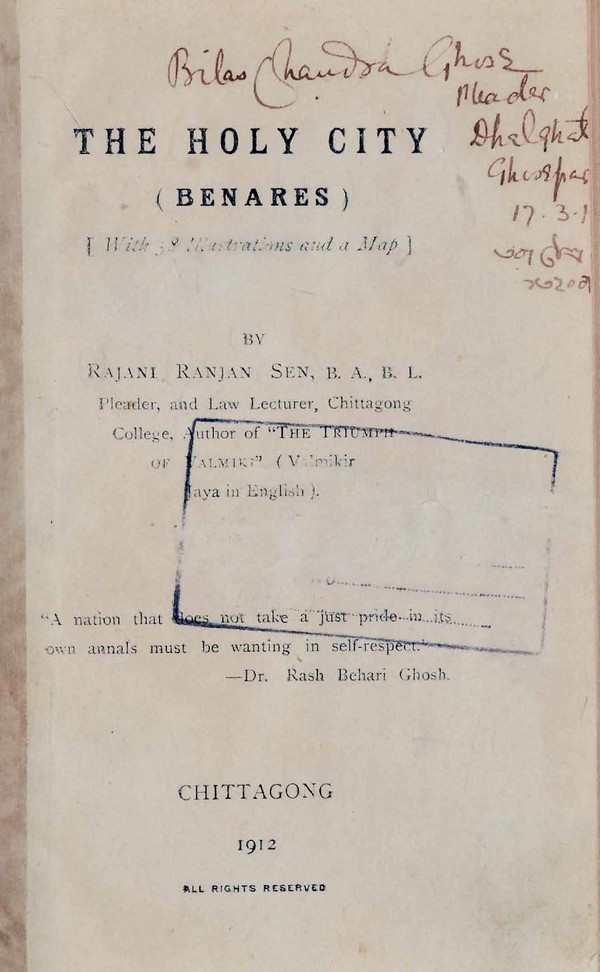 Bilas Chandra Ghose
Pleader
Dhalghat
17.3.1
THE HOLY CITY
( BENARES )
[ With 58 Illustrations and a Map ]
BY
RAJANI RANJAN SEN, B. A., B. L.
Pleader, and Law Lecturer, Chittagong
College, Author of “THE TRIUMPH
OF VALMIKI” ( Valmikir
Jaya in English ).
“A nation that does not take a just pride in its
own annals must be wanting in self-respect.”
—Dr. Rash Behari Ghosh.
CHITTAGONG
1912
ALL RIGHTS RESERVED